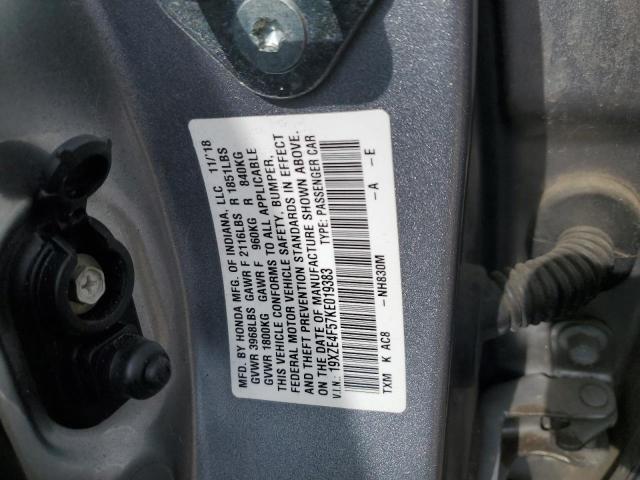 MFD. BY HONDA MFG. OF INDIANA, LLC 11/'18
GVWR 3968LBS GAWR F 2116LBS R 1851LBS
GVWR 1800KG GAWR F 960KG R 840KG
THIS VEHICLE CONFORMS TO ALL APPLICABLE
FEDERAL MOTOR VEHICLE SAFETY, BUMPER,
AND THEFT PREVENTION STANDARDS IN EFFECT
ON THE DATE OF MANUFACTURE SHOWN ABOVE.
V.I.N.: 19XZE4F57KE019383 TYPE: PASSENGER CAR
TXM K AC8 - NH830M -A -E